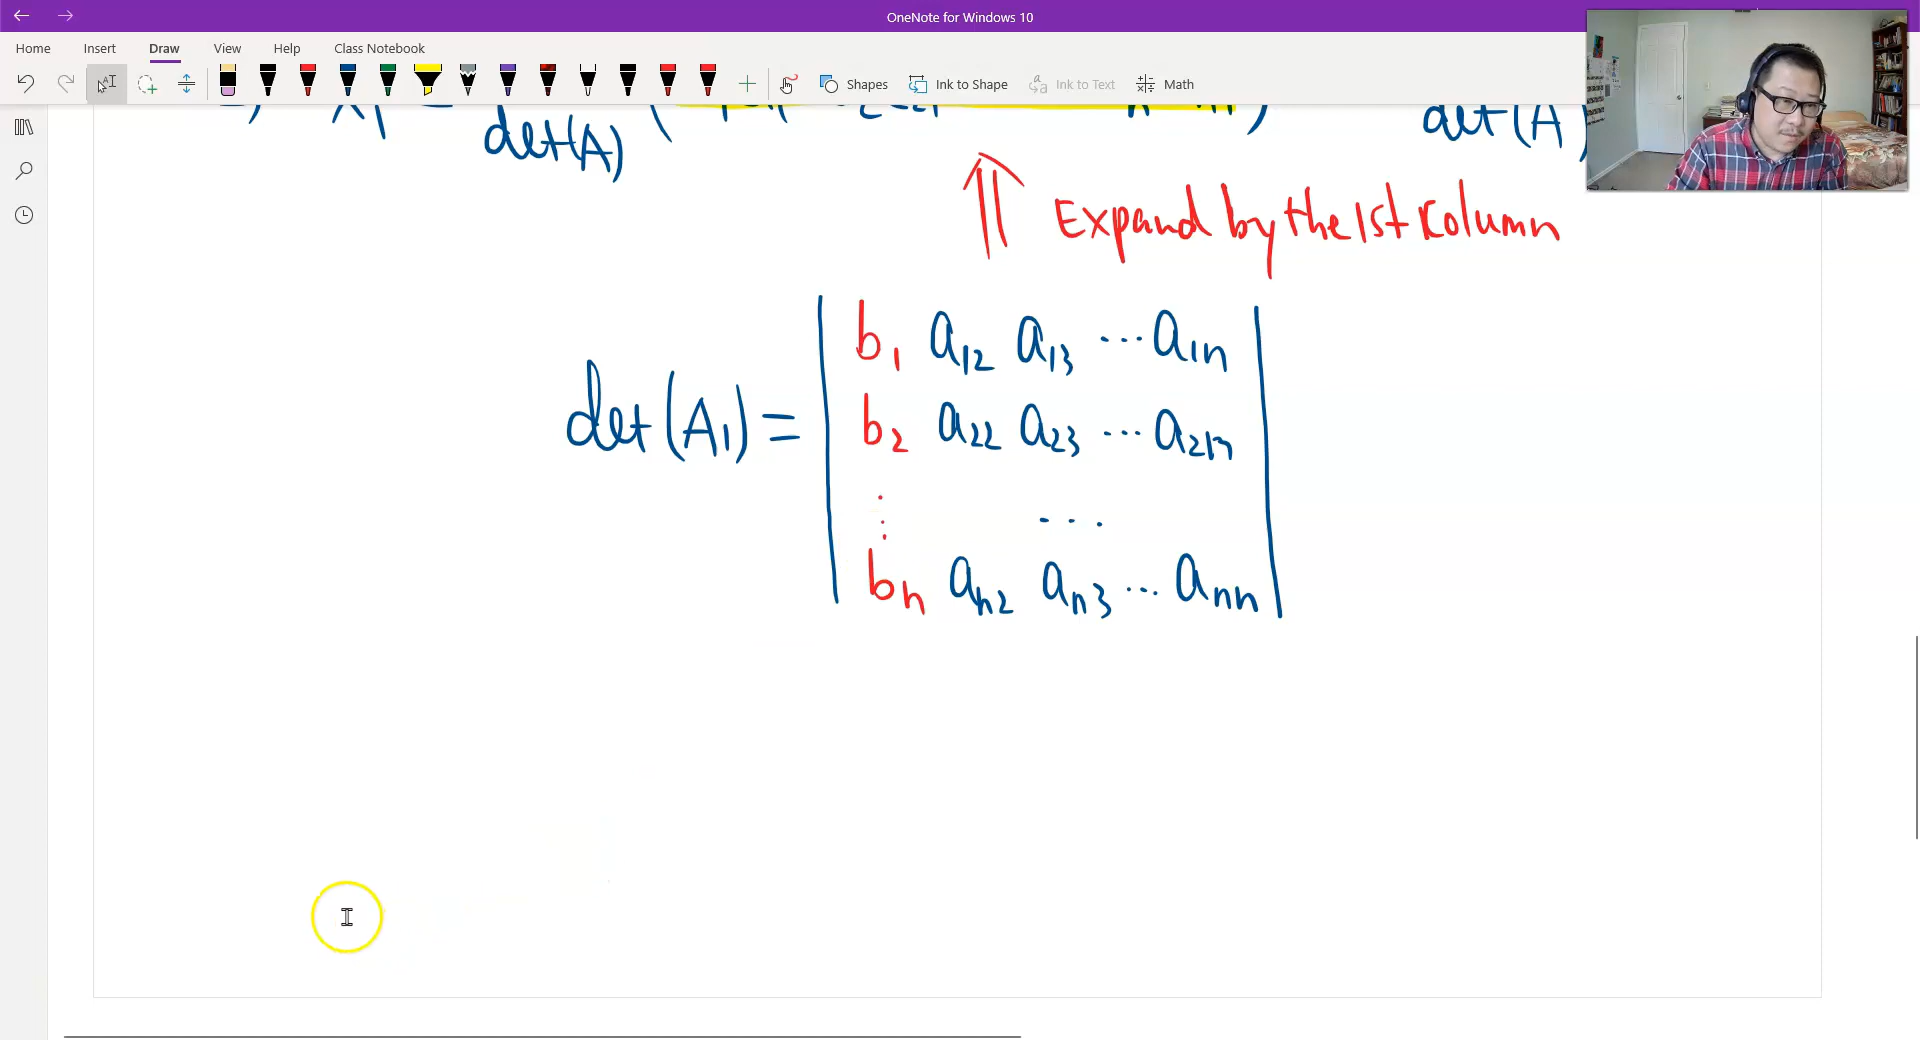 OneNote for Windows 10
Home Insert Draw View Help Class Notebook
Shapes Ink to Shape Ink to Text Math
det(A)
det(A)
Expand by the 1st Kolumn
det(A₁) =
b₁ a₁₂ a₁₃ ... a₁ₙ
b₂ a₂₂ a₂₃ ... a₂ₙ
⋮ ...
bₙ aₙ₂ aₙ₃ ... aₙₙ